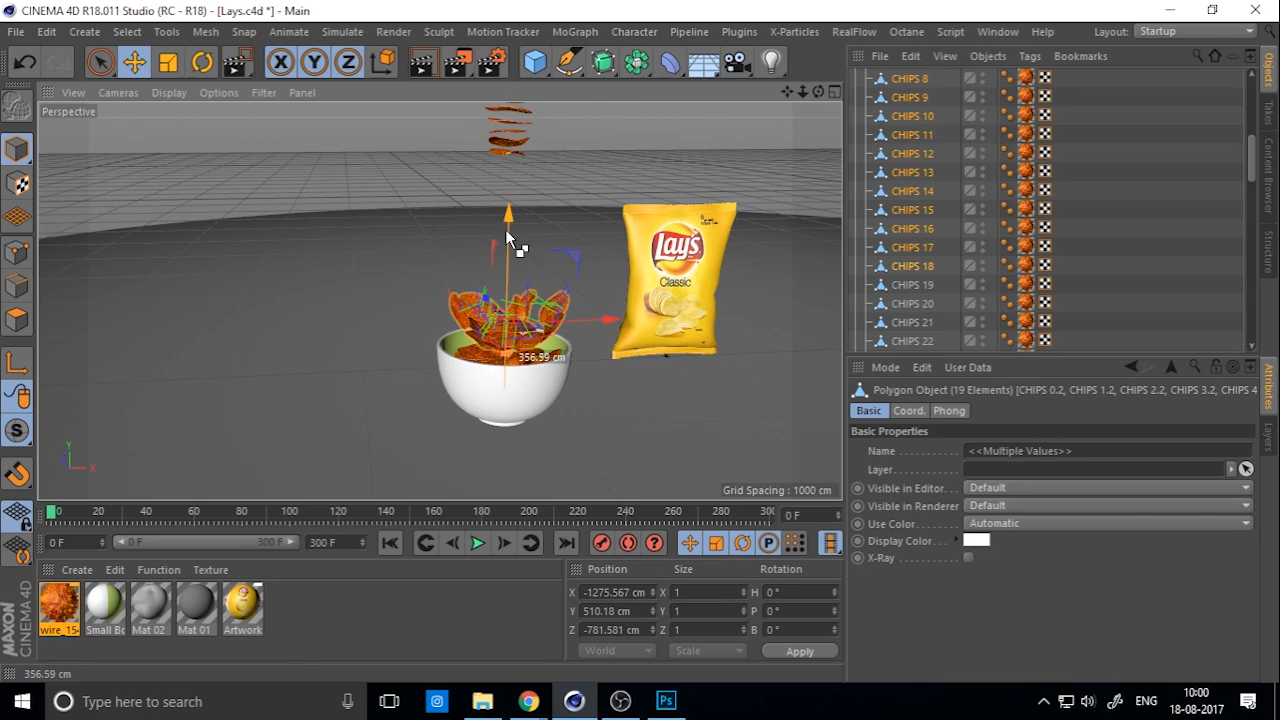 CINEMA 4D R18.011 Studio (RC - R18) - [Lays.c4d *] - Main
File Edit Create Select Tools Mesh Snap Animate Simulate Render Sculpt Motion Tracker MoGraph Character Pipeline Plugins X-Particles RealFlow Octane Script Window Help Layout: Startup
File Edit View Objects Tags Bookmarks
View Cameras Display Options Filter Panel
Perspective
CHIPS 8
CHIPS 9
CHIPS 10
CHIPS 11
CHIPS 12
CHIPS 13
CHIPS 14
CHIPS 15
CHIPS 16
CHIPS 17
CHIPS 18
CHIPS 19
CHIPS 20
CHIPS 21
CHIPS 22
Objects
Takes
Content Browser
Structure
Lay's
Classic
356.59 cm
Grid Spacing : 1000 cm
Mode Edit User Data
Polygon Object (19 Elements) [CHIPS 0.2, CHIPS 1.2, CHIPS 2.2, CHIPS 3.2, CHIPS 4
Basic Coord. Phong
Basic Properties
Name <<Multiple Values>>
Layer
Visible in Editor Default
Visible in Renderer Default
Use Color Automatic
Display Color
X-Ray
Attributes
Layers
0 20 40 60 80 100 120 140 160 180 200 220 240 260 280 30
0 F
0 F 0 F 300 F 300 F
Create Edit Function Texture
wire_15
Small Bo
Mat 02
Mat 01
Artwork
Position Size Rotation
X -1275.567 cm X 1 H 0 °
Y 510.18 cm Y 1 P 0 °
Z -781.581 cm Z 1 B 0 °
World Scale Apply
MAXON
CINEMA 4D
356.59 cm
Type here to search
Ps
ENG
10:00
18-08-2017